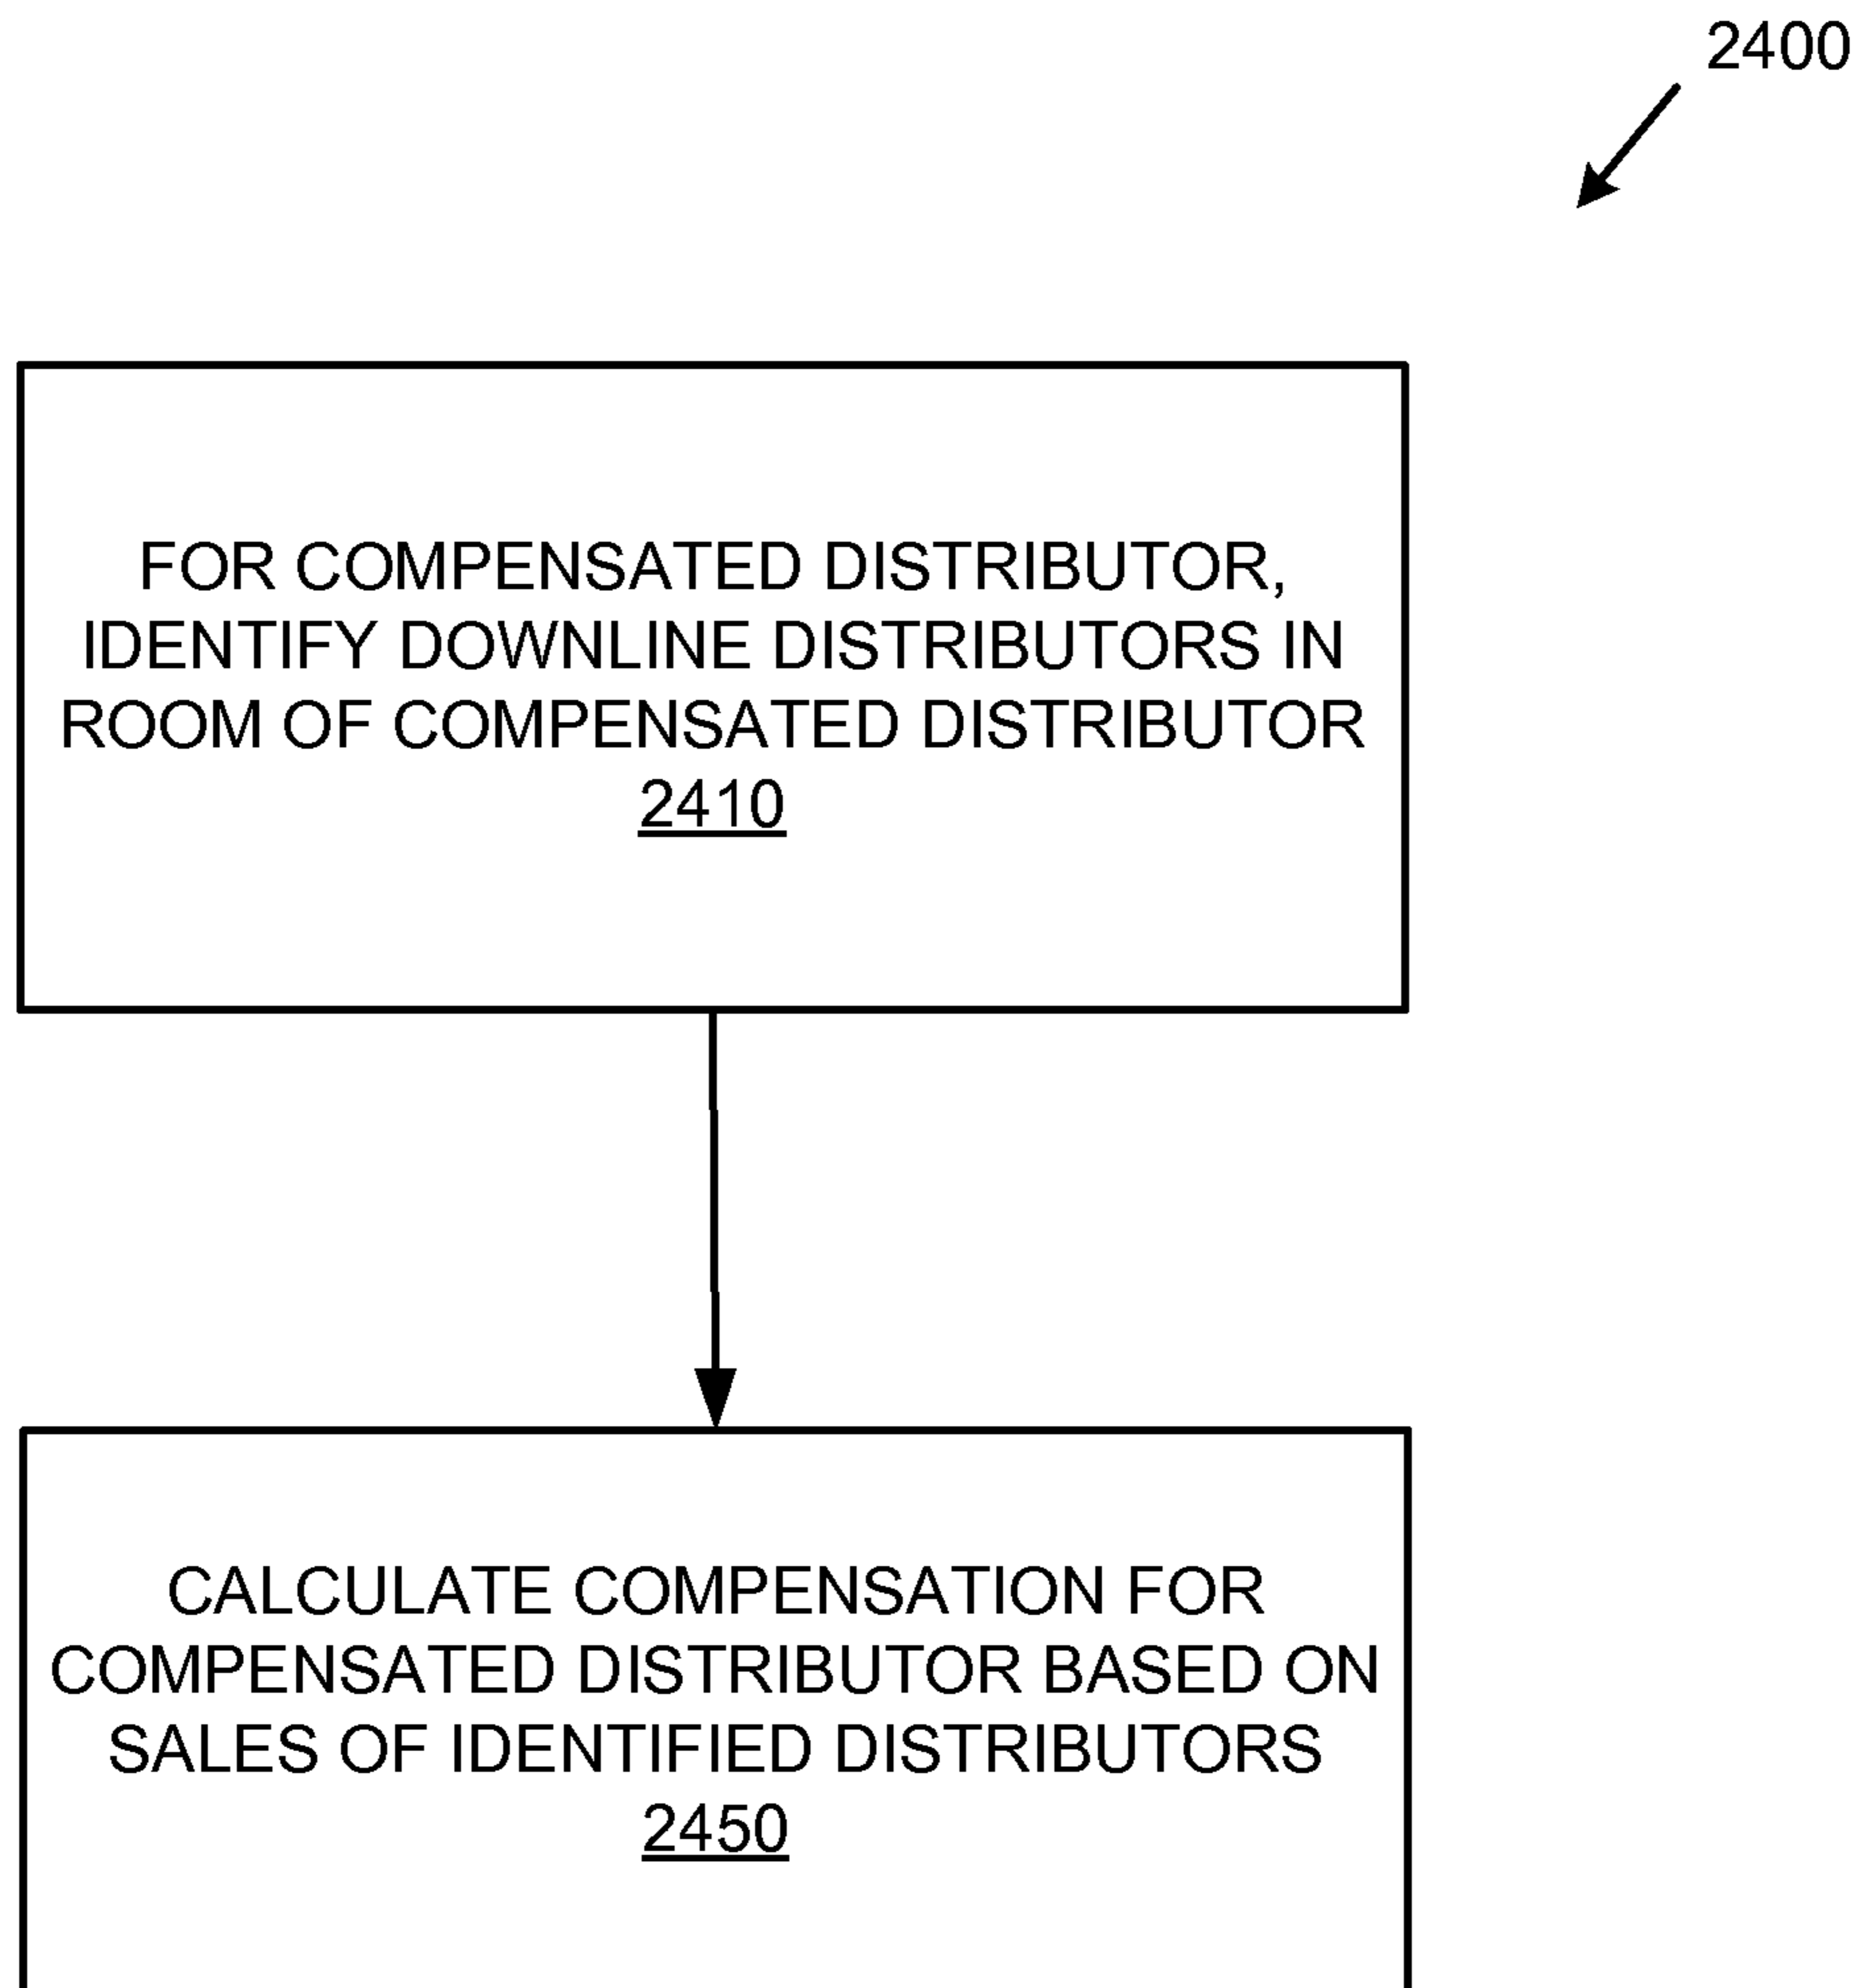 2400
FOR COMPENSATED DISTRIBUTOR,
IDENTIFY DOWNLINE DISTRIBUTORS IN
ROOM OF COMPENSATED DISTRIBUTOR
2410
CALCULATE COMPENSATION FOR
COMPENSATED DISTRIBUTOR BASED ON
SALES OF IDENTIFIED DISTRIBUTORS
2450